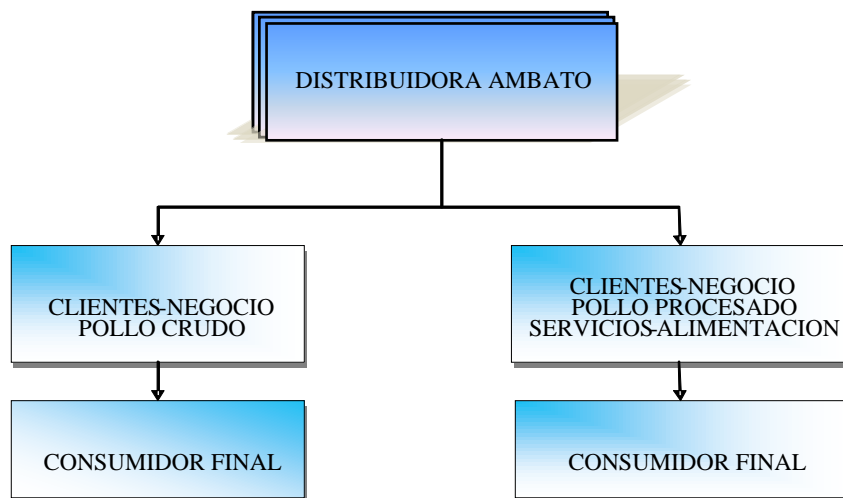 DISTRIBUIDORA AMBATO
CLIENTES-NEGOCIO
POLLO CRUDO
CLIENTES-NEGOCIO
POLLO PROCESADO
SERVICIOS-ALIMENTACION
CONSUMIDOR FINAL
CONSUMIDOR FINAL